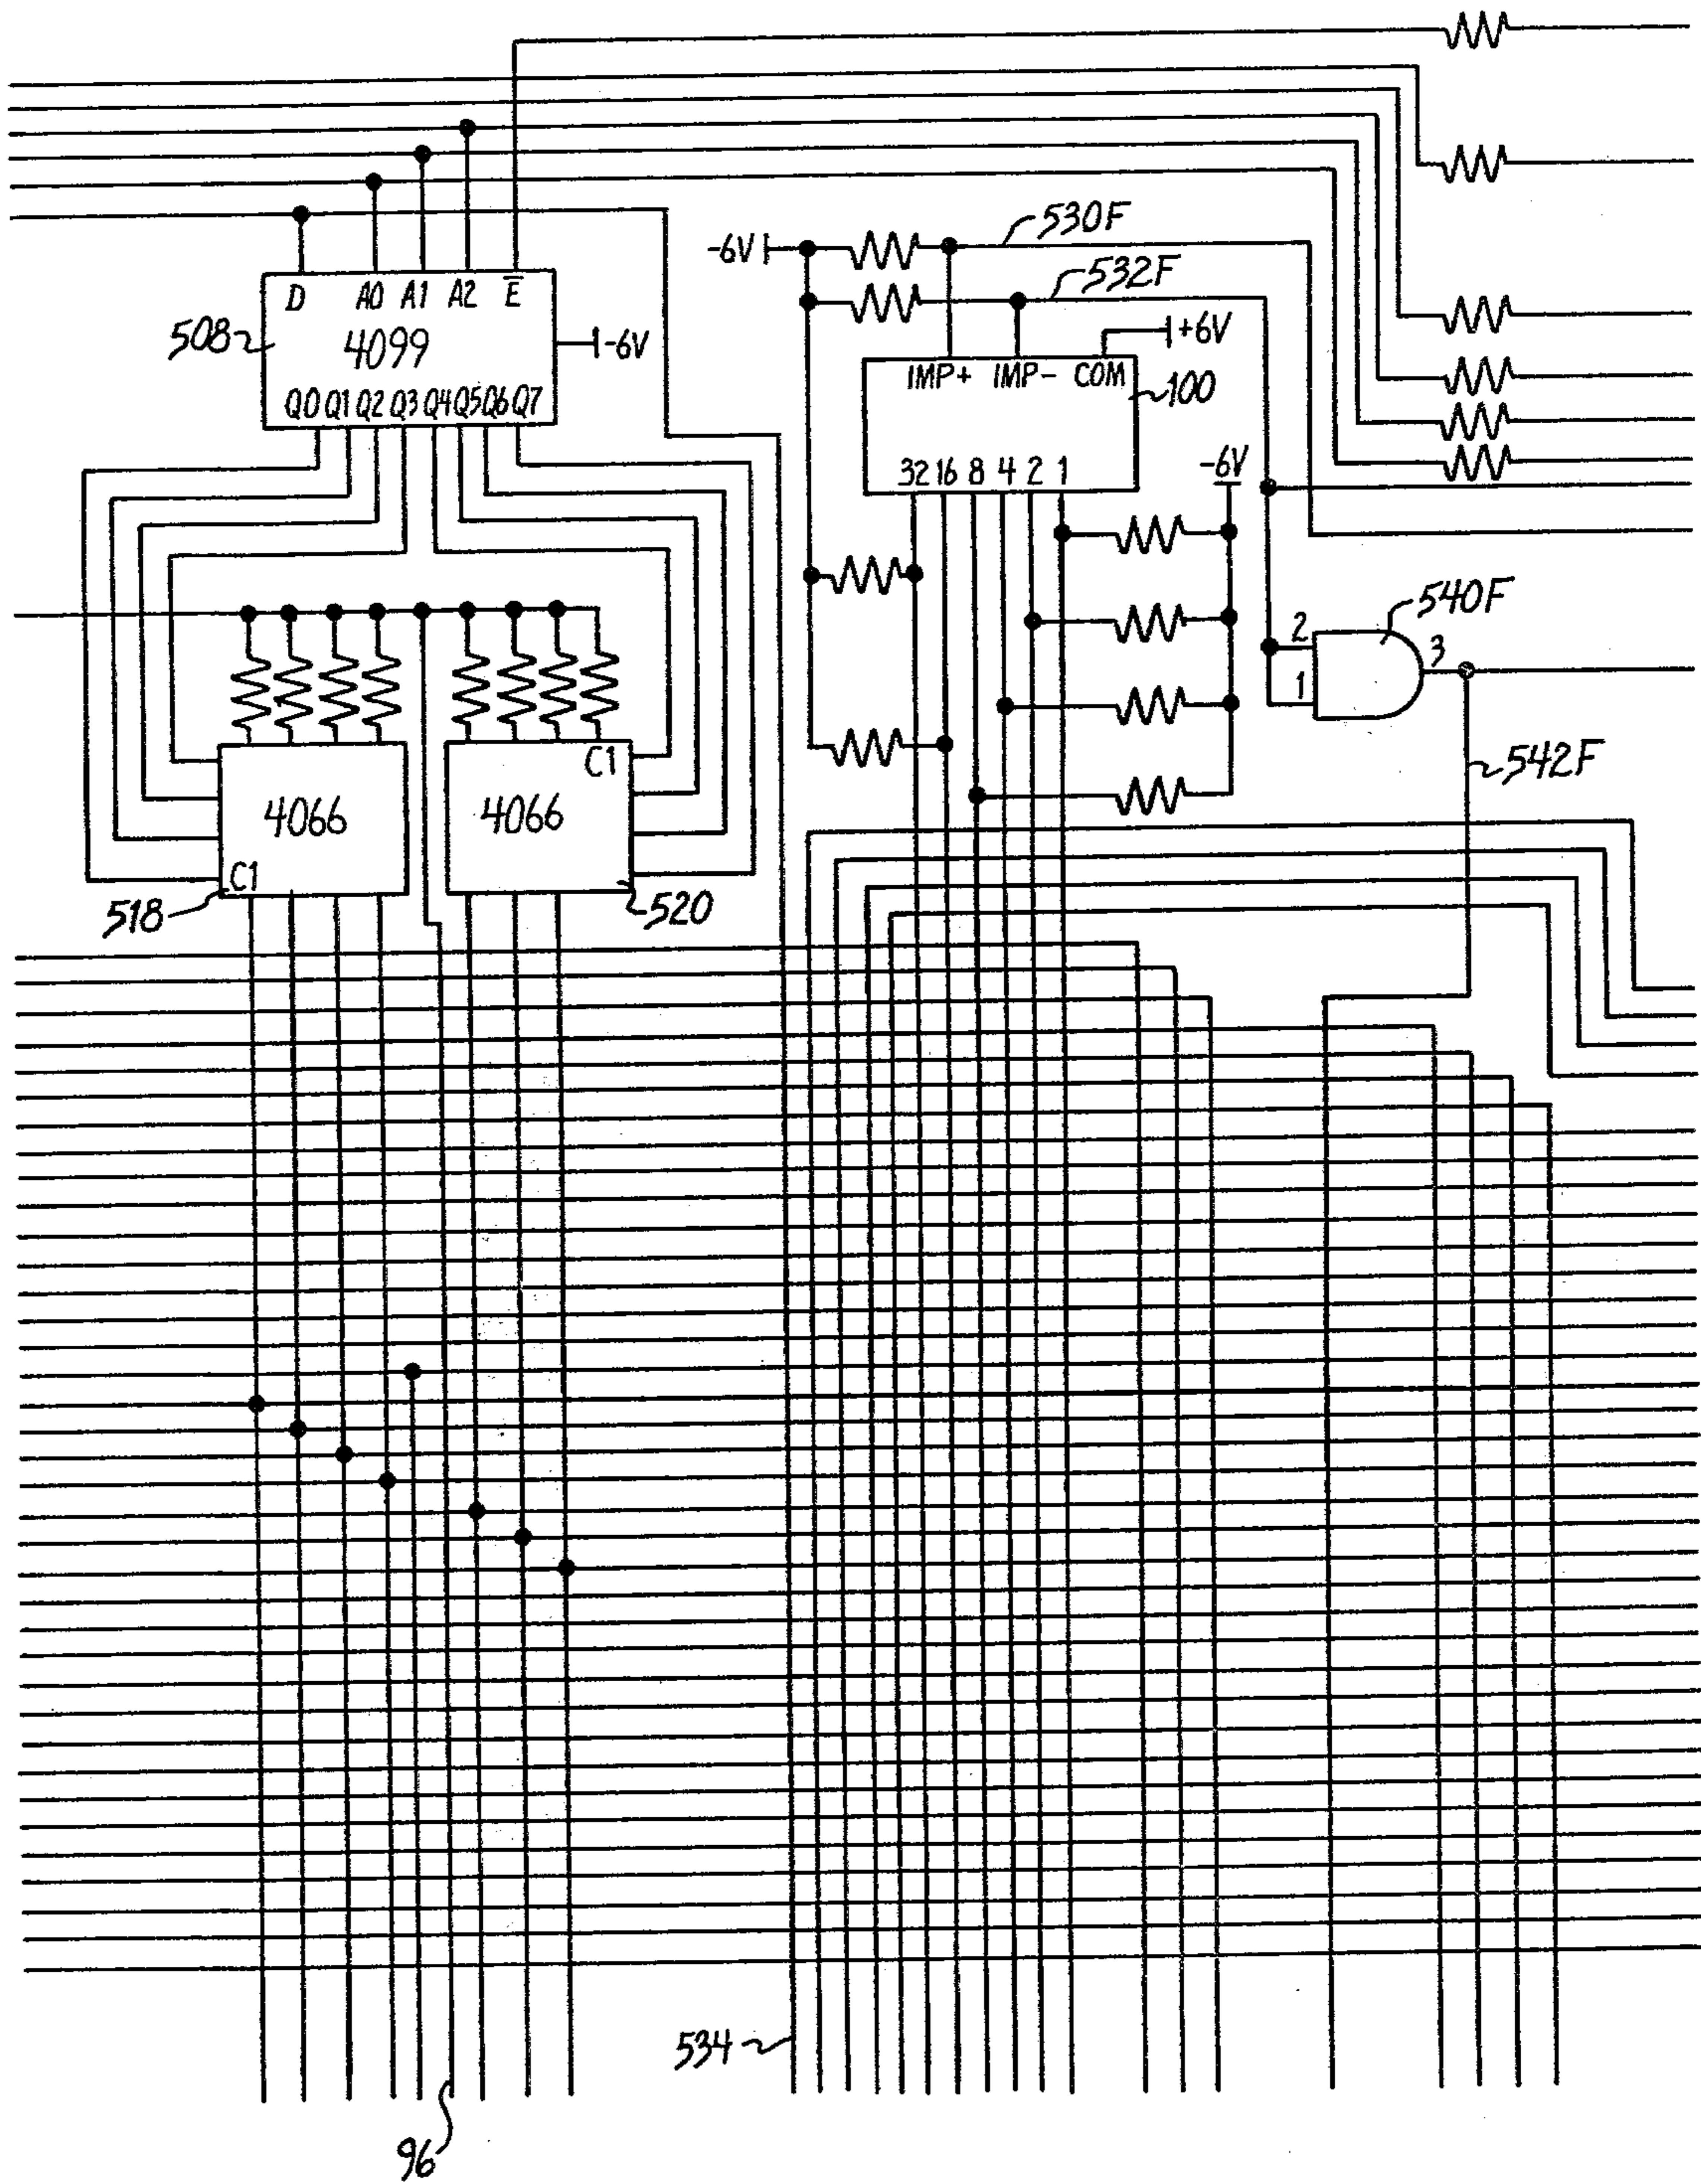 530F
-6V
532F
D A0 A1 A2 E̅
+6V
508
4099
-6V
IMP+ IMP- COM
100
Q0 Q1 Q2 Q3 Q4 Q5 Q6 Q7
32 16 8 4 2 1
-6V
540F
2
3
1
542F
C1
4066
4066
C1
518
520
534
96